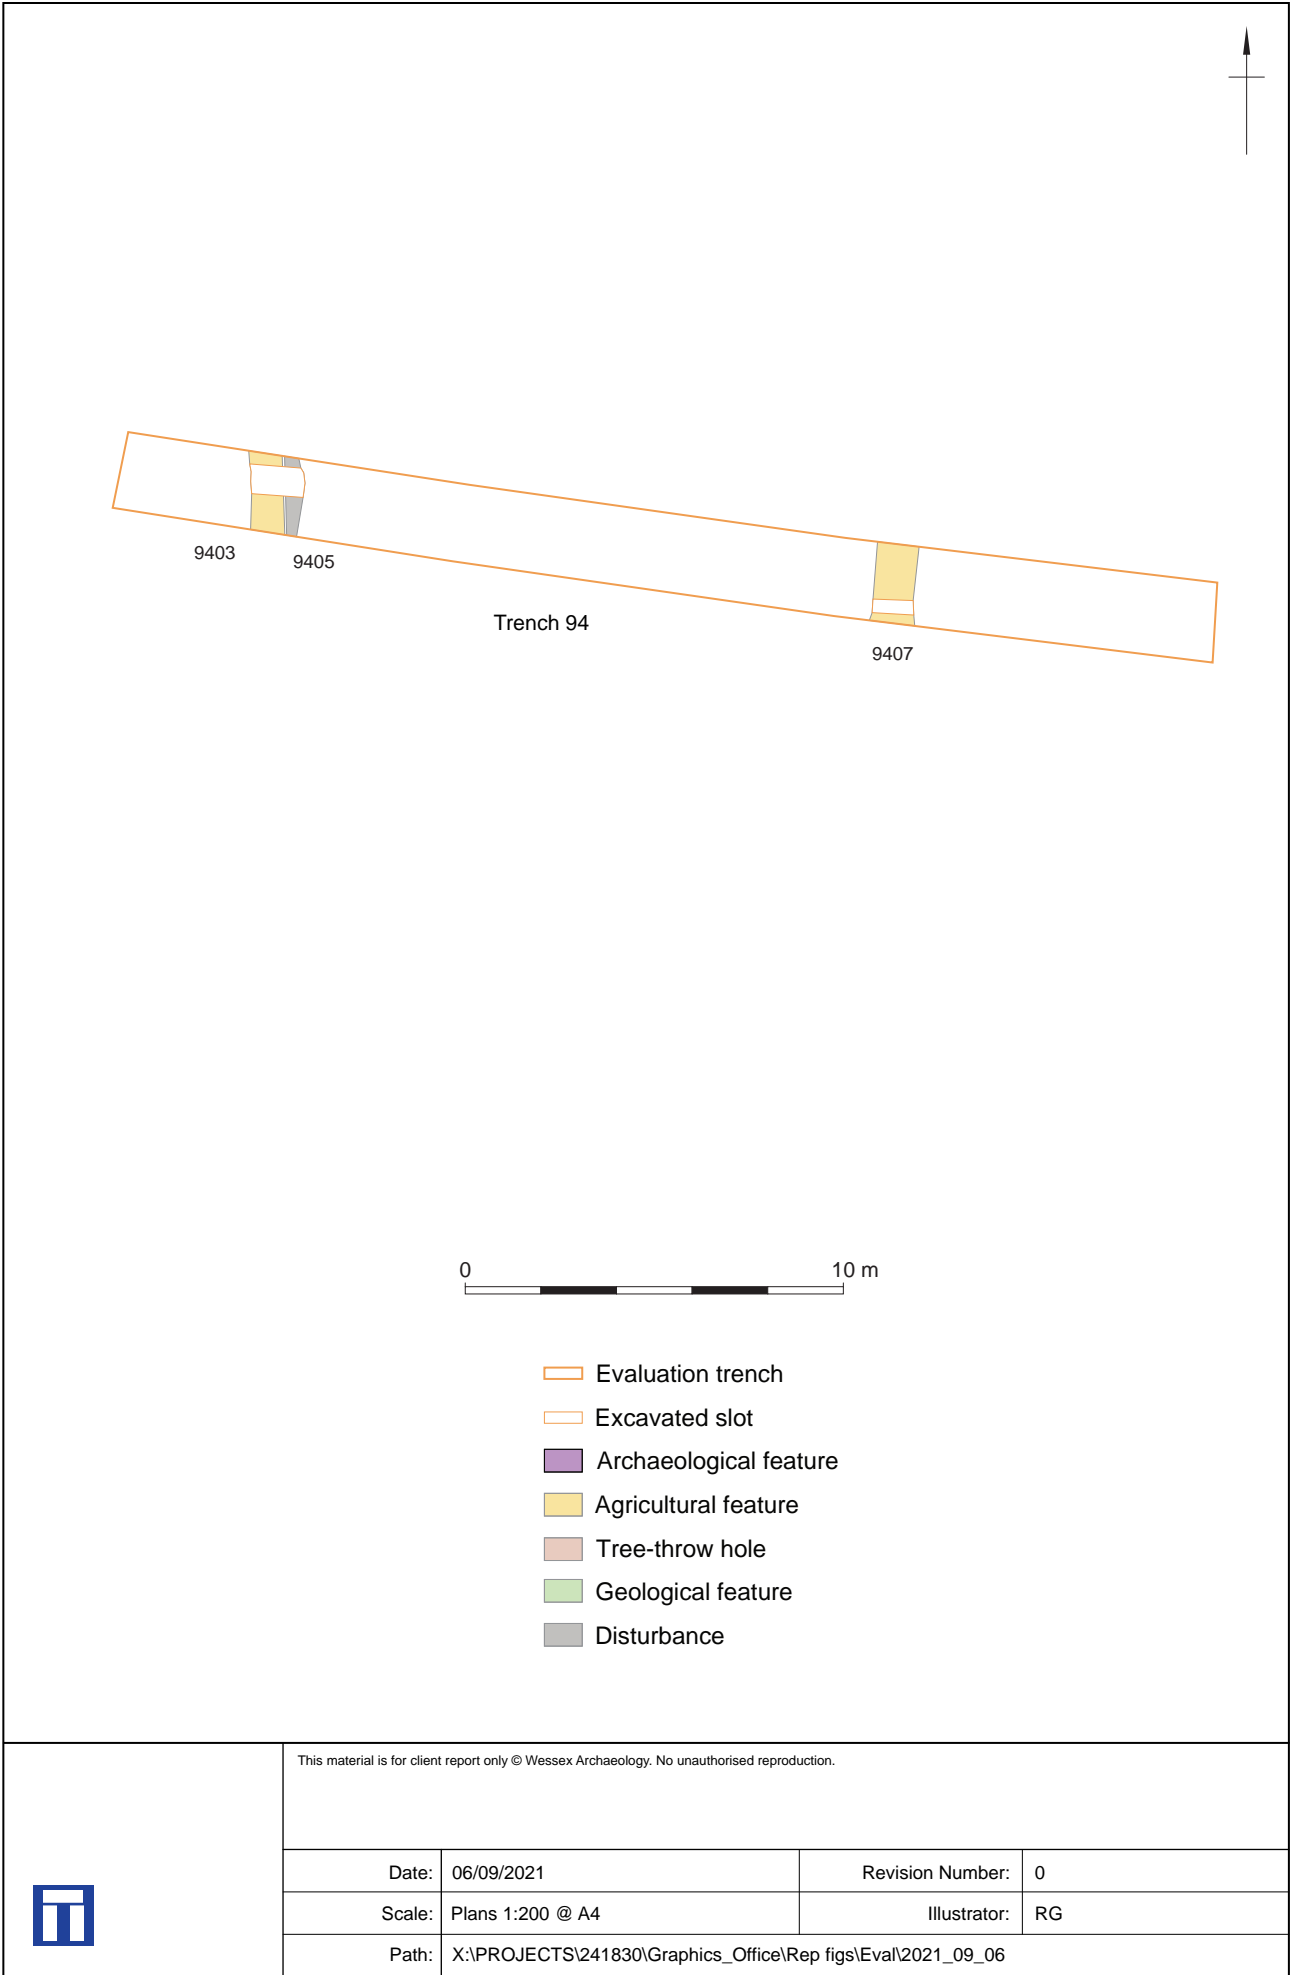 9403
9405
Trench 94
9407
0 10 m
Evaluation trench
Excavated slot
Archaeological feature
Agricultural feature
Tree-throw hole
Geological feature
Disturbance
This material is for client report only © Wessex Archaeology. No unauthorised reproduction.
Date: 06/09/2021 Revision Number: 0
Scale: Plans 1:200 @ A4 Illustrator: RG
Path: X:\PROJECTS\241830\Graphics_Office\Rep figs\Eval\2021_09_06